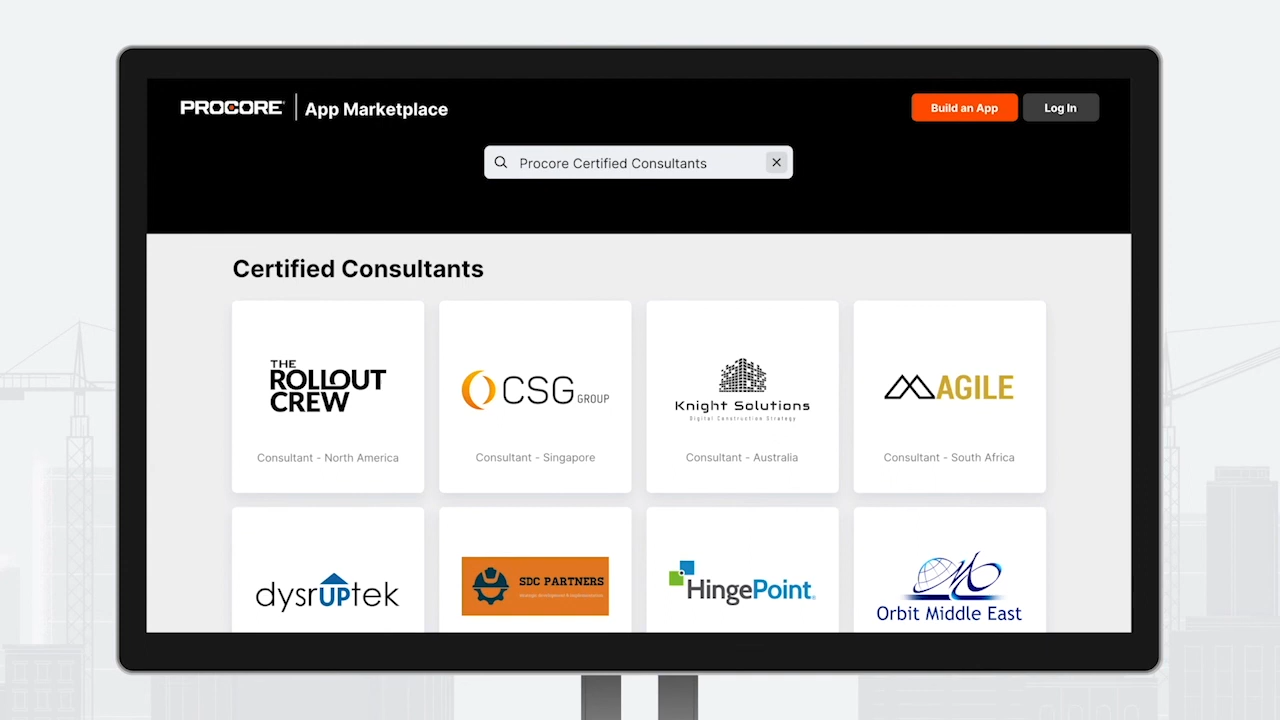 PROCORE App Marketplace
Build an App
Log In
Procore Certified Consultants
Certified Consultants
THE
ROLLOUT
CREW
Consultant - North America
CSG GROUP
Consultant - Singapore
Knight Solutions
Digital Construction Strategy
Consultant - Australia
AGILE
Consultant - South Africa
dysrUPtek
SDC PARTNERS
HingePoint
Orbit Middle East